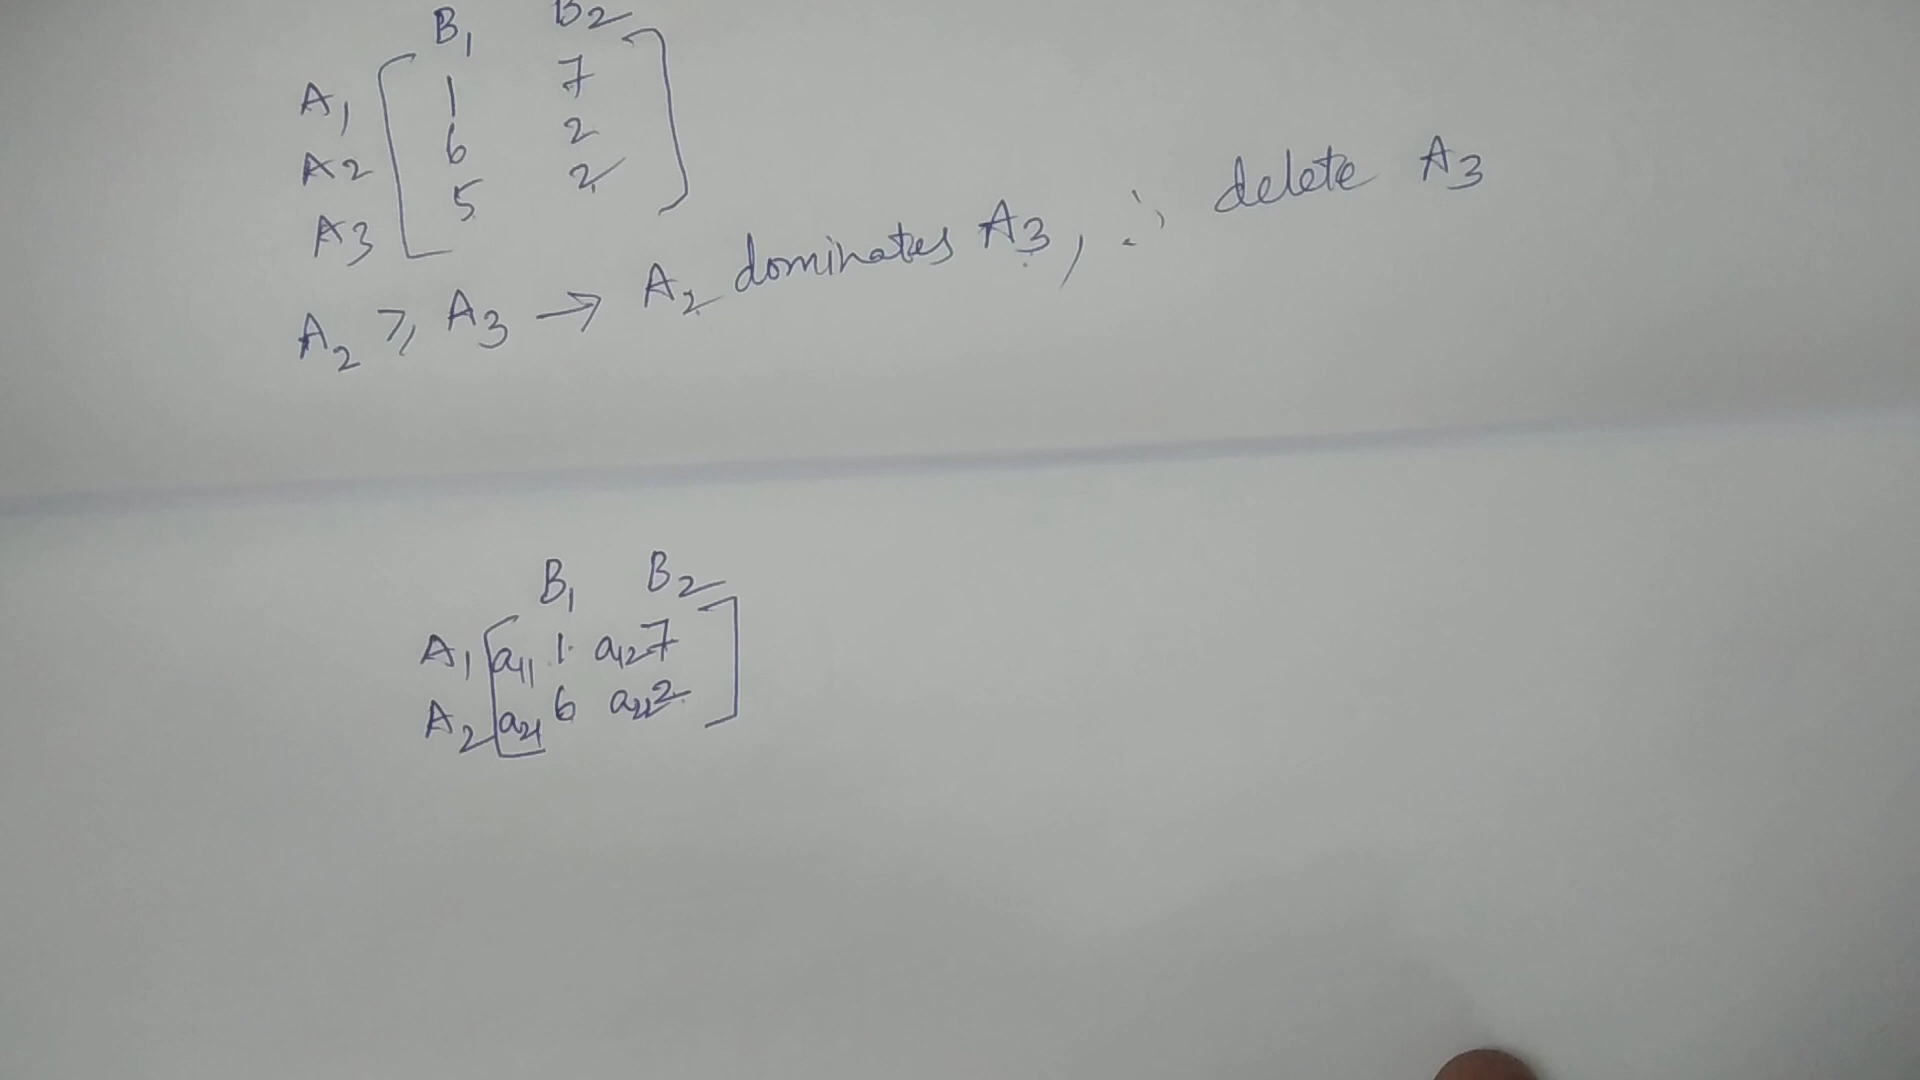 B₁ B₂
A₁ 1 7
A₂ 6 2
A₃ 5 2
A₂ ⩾ A₃ → A₂ dominates A₃, ∴ delete A₃
B₁ B₂
A₁ a₁₁ 1 a₁₂ 7
A₂ a₂₁ 6 a₂₂ 2